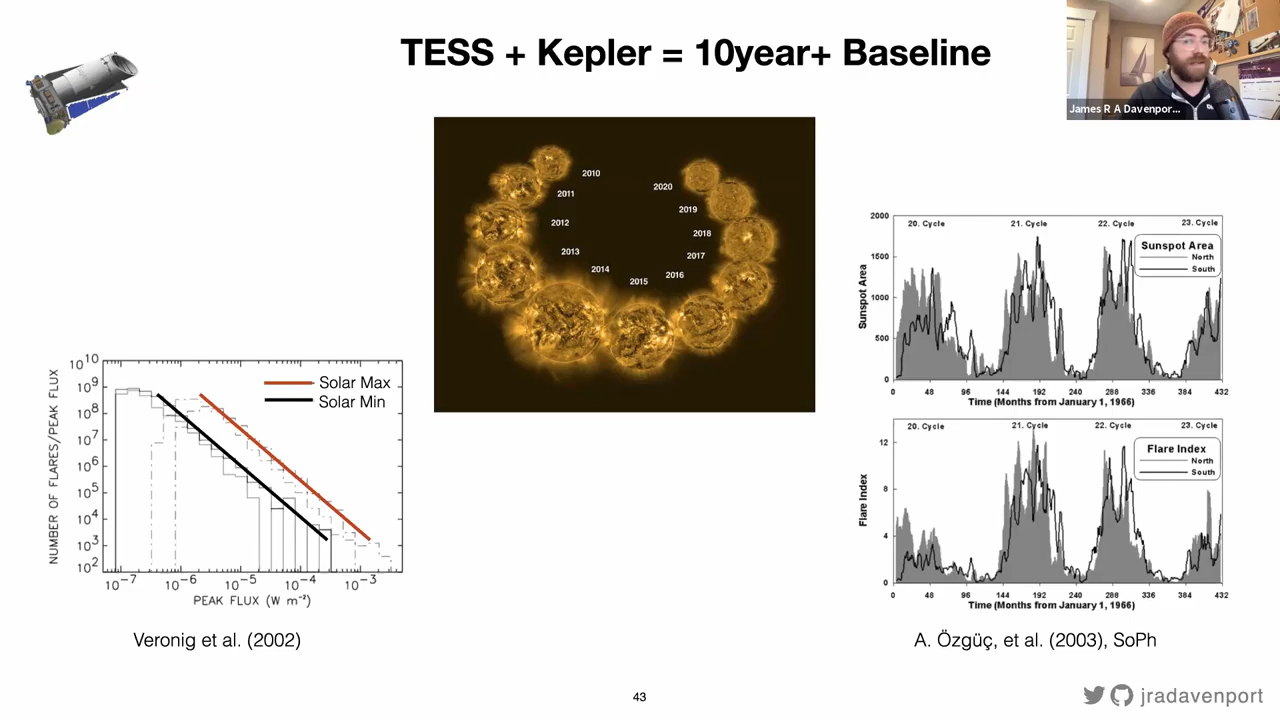 TESS + Kepler = 10year+ Baseline
James R A Davenpor...
2010
2011
2012
2013
2014
2015
2016
2017
2018
2019
2020
NUMBER OF FLARES/PEAK FLUX
10^10
10^9
10^8
10^7
10^6
10^5
10^4
10^3
10^2
Solar Max
Solar Min
10^-7 10^-6 10^-5 10^-4 10^-3
PEAK FLUX (W m^-2)
Veronig et al. (2002)
Sunspot Area
2000
1500
1000
500
0
20. Cycle 21. Cycle 22. Cycle 23. Cycle
Sunspot Area
North
South
0 48 96 144 192 240 288 336 384 432
Time (Months from January 1, 1966)
Flare Index
12
8
4
0
20. Cycle 21. Cycle 22. Cycle 23. Cycle
Flare Index
North
South
0 48 96 144 192 240 288 336 384 432
Time (Months from January 1, 1966)
A. Özgüç, et al. (2003), SoPh
43
jradavenport